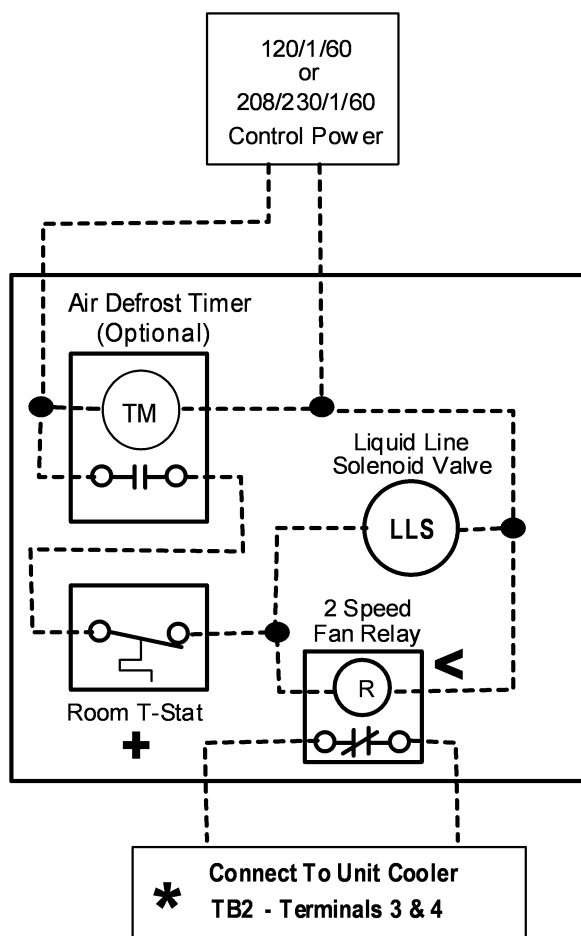 120/1/60
or
208/230/1/60
Control Power
Air Defrost Timer
(Optional)
TM
Liquid Line
Solenoid Valve
LLS
2 Speed
Fan Relay
<
R
Room T-Stat
+
* Connect To Unit Cooler
TB2 - Terminals 3 & 4